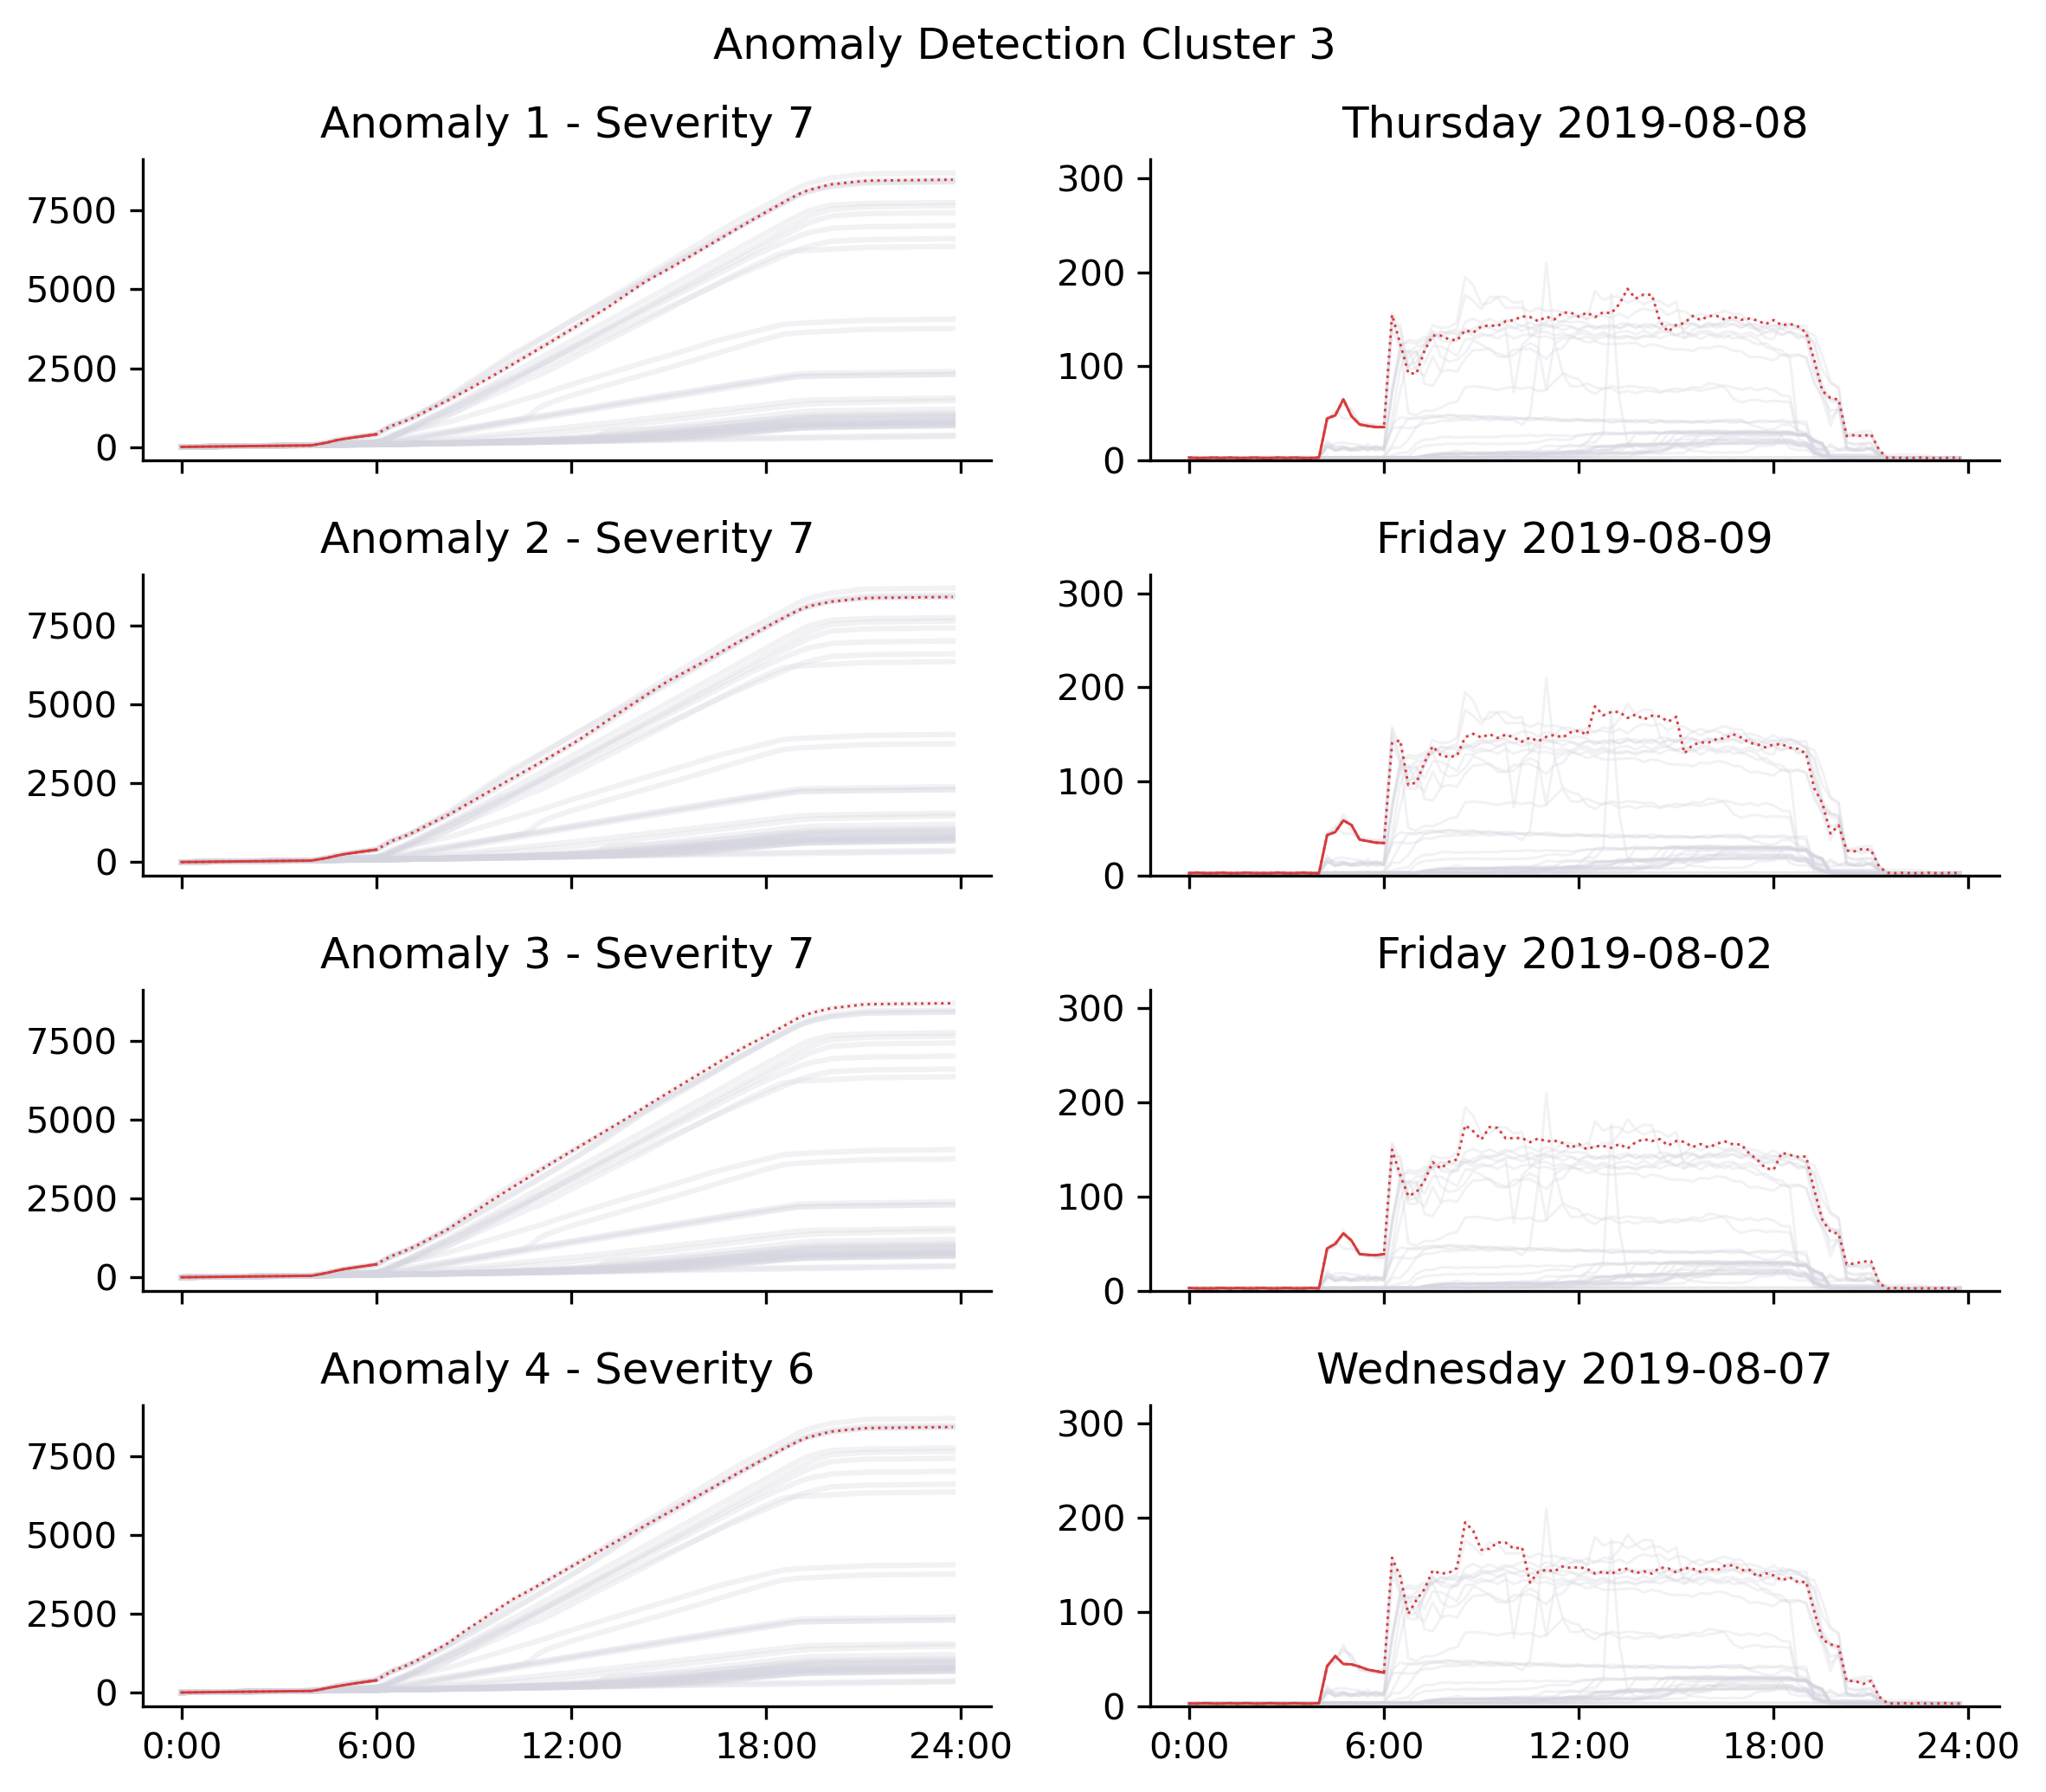 Anomaly Detection Cluster 3
Anomaly 1 - Severity 7
Thursday 2019-08-08
7500
5000
2500
0
300
200
100
0
Anomaly 2 - Severity 7
Friday 2019-08-09
7500
5000
2500
0
300
200
100
0
Anomaly 3 - Severity 7
Friday 2019-08-02
7500
5000
2500
0
300
200
100
0
Anomaly 4 - Severity 6
Wednesday 2019-08-07
7500
5000
2500
0
300
200
100
0
0:00 6:00 12:00 18:00 24:00
0:00 6:00 12:00 18:00 24:00